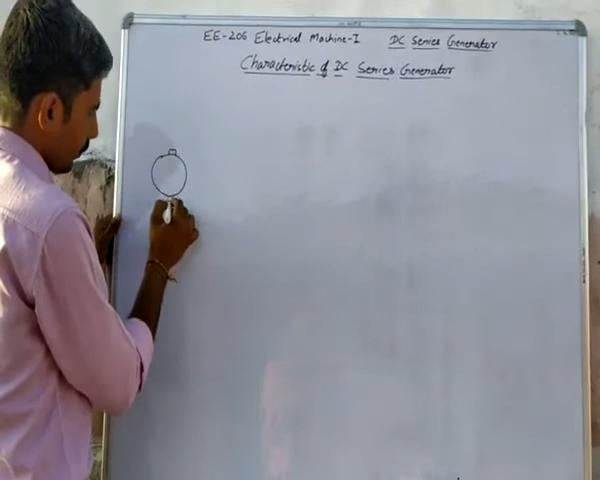 EE-206 Electrical Machine-I DC Series Generator
Characteristic of DC Series Generator